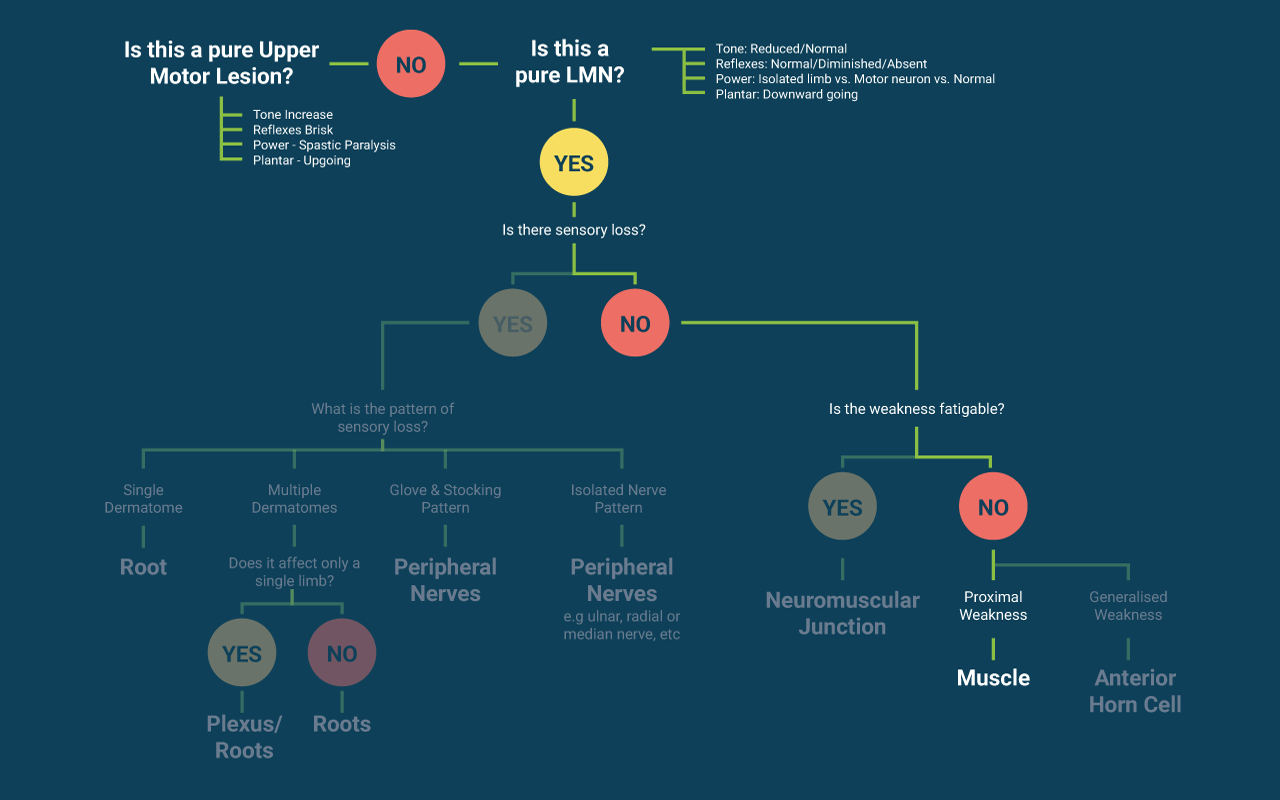 Is this a pure Upper
Motor Lesion?
NO
Is this a
pure LMN?
Tone: Reduced/Normal
Reflexes: Normal/Diminished/Absent
Power: Isolated limb vs. Motor neuron vs. Normal
Plantar: Downward going
Tone Increase
Reflexes Brisk
Power - Spastic Paralysis
Plantar - Upgoing
YES
Is there sensory loss?
YES
NO
What is the pattern of
sensory loss?
Is the weakness fatigable?
Single
Dermatome
Multiple
Dermatomes
Glove & Stocking
Pattern
Isolated Nerve
Pattern
YES
NO
Root
Does it affect only a
single limb?
Peripheral
Nerves
Peripheral
Nerves
e.g ulnar, radial or
median nerve, etc
Neuromuscular
Junction
Proximal
Weakness
Generalised
Weakness
YES
NO
Muscle
Anterior
Horn Cell
Plexus/
Roots
Roots